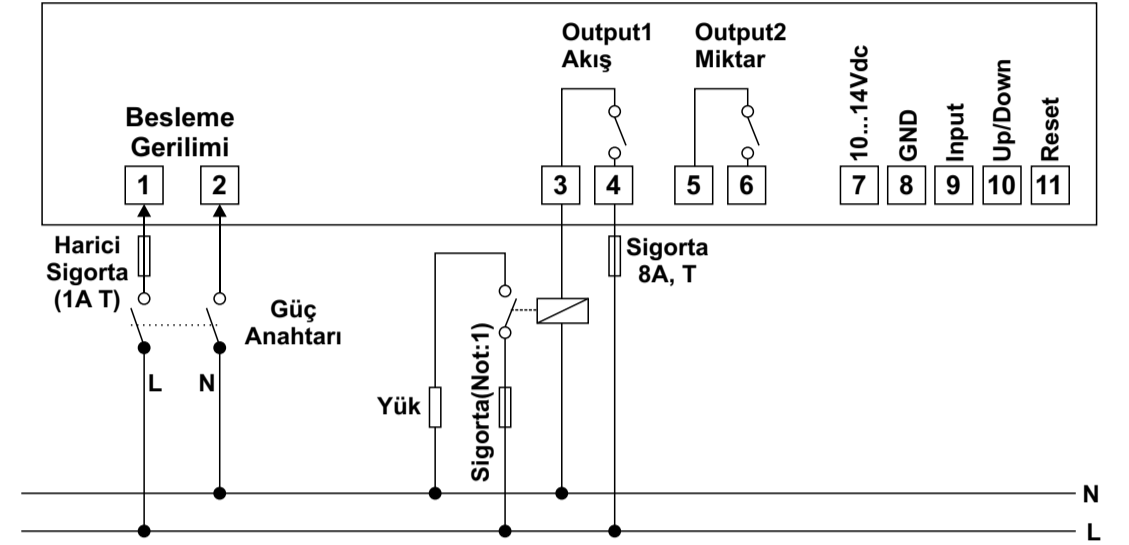 Output1
Akış
Output2
Miktar
Besleme
Gerilimi
10...14Vdc
GND
Input
Up/Down
Reset
1
2
3
4
5
6
7
8
9
10
11
Harici
Sigorta
(1A T)
Güç
Anahtarı
Sigorta
8A, T
L
N
Yük
Sigorta(Not:1)
N
L